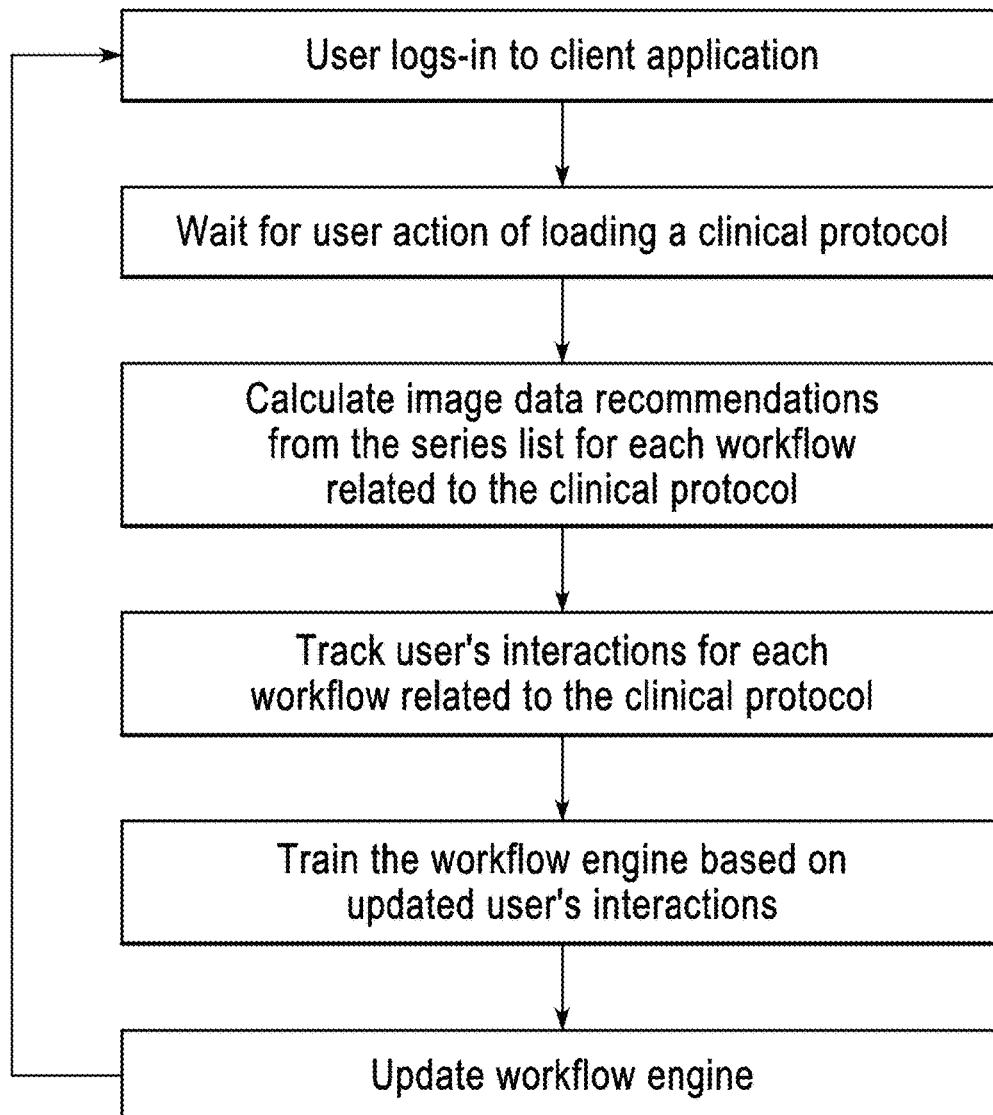 User logs-in to client application
Wait for user action of loading a clinical protocol
Calculate image data recommendations
from the series list for each workflow
related to the clinical protocol
Track user's interactions for each
workflow related to the clinical protocol
Train the workflow engine based on
updated user's interactions
Update workflow engine